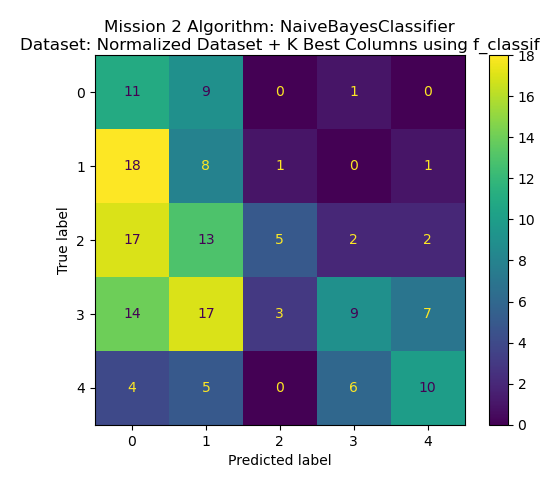 Mission 2 Algorithm: NaiveBayesClassifier
Dataset: Normalized Dataset + K Best Columns using f_classif
18
0 11 9 0 1 0
16
14
1 18 8 1 0 1
12
True label
2 17 13 5 2 2
10
8
3 14 17 3 9 7
6
4
4 4 5 0 6 10
2
0
0 1 2 3 4
Predicted label